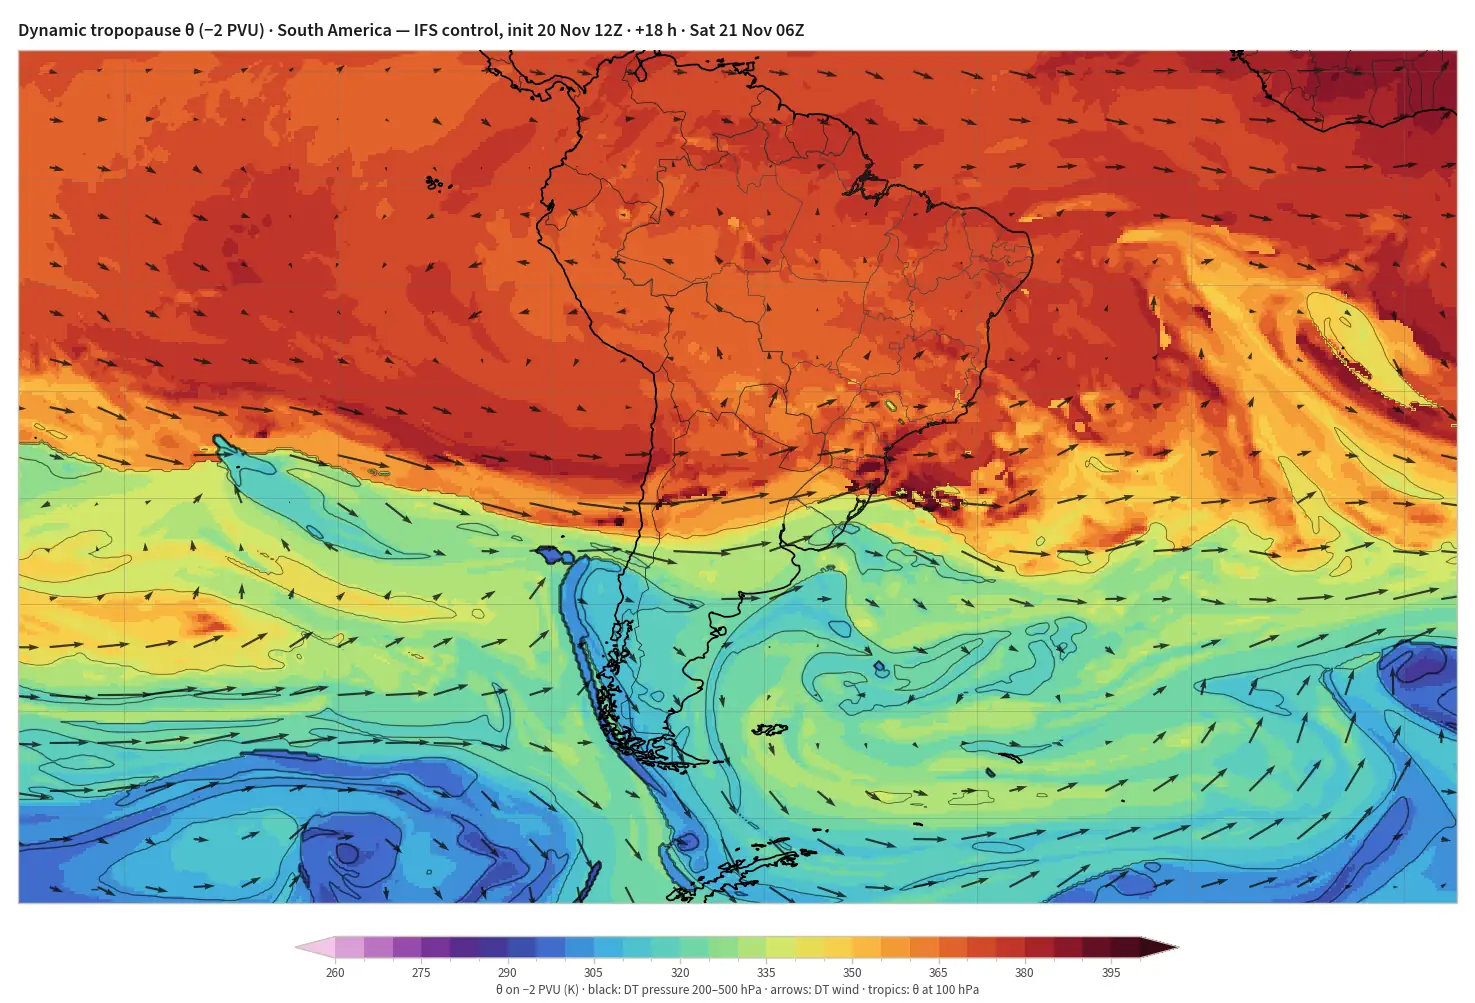 Dynamic tropopause θ (−2 PVU) · South America — IFS control, init 20 Nov 12Z · +18 h · Sat 21 Nov 06Z
260 275 290 305 320 335 350 365 380 395
θ on −2 PVU (K) · black: DT pressure 200–500 hPa · arrows: DT wind · tropics: θ at 100 hPa